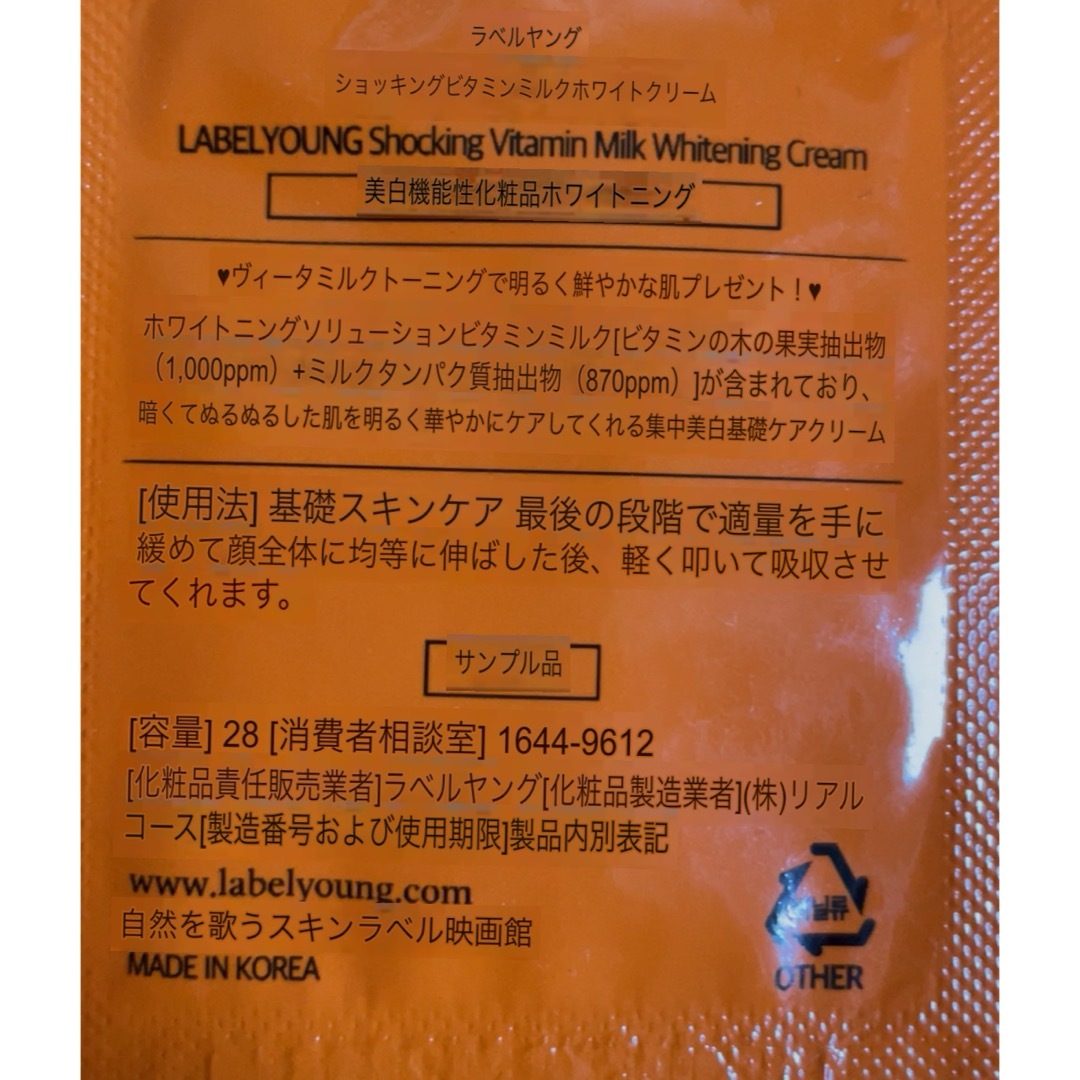 ラベルヤング
ショッキングビタミンミルクホワイトクリーム
LABELYOUNG Shocking Vitamin Milk Whitening Cream
美白機能性化粧品ホワイトニング
♥ヴィータミルクトーニングで明るく鮮やかな肌プレゼント！♥
ホワイトニングソリューションビタミンミルク[ビタミンの木の果実抽出物
（1,000ppm）+ミルクタンパク質抽出物（870ppm）]が含まれており、
暗くてぬるぬるした肌を明るく華やかにケアしてくれる集中美白基礎ケアクリーム
[使用法] 基礎スキンケア 最後の段階で適量を手に
緩めて顔全体に均等に伸ばした後、軽く叩いて吸収させ
てくれます。
サンプル品
[容量] 28 [消費者相談室] 1644-9612
[化粧品責任販売業者]ラベルヤング[化粧品製造業者](株)リアル
コース[製造番号および使用期限]製品内別表記
www.labelyoung.com
自然を歌うスキンラベル映画館
MADE IN KOREA
OTHER